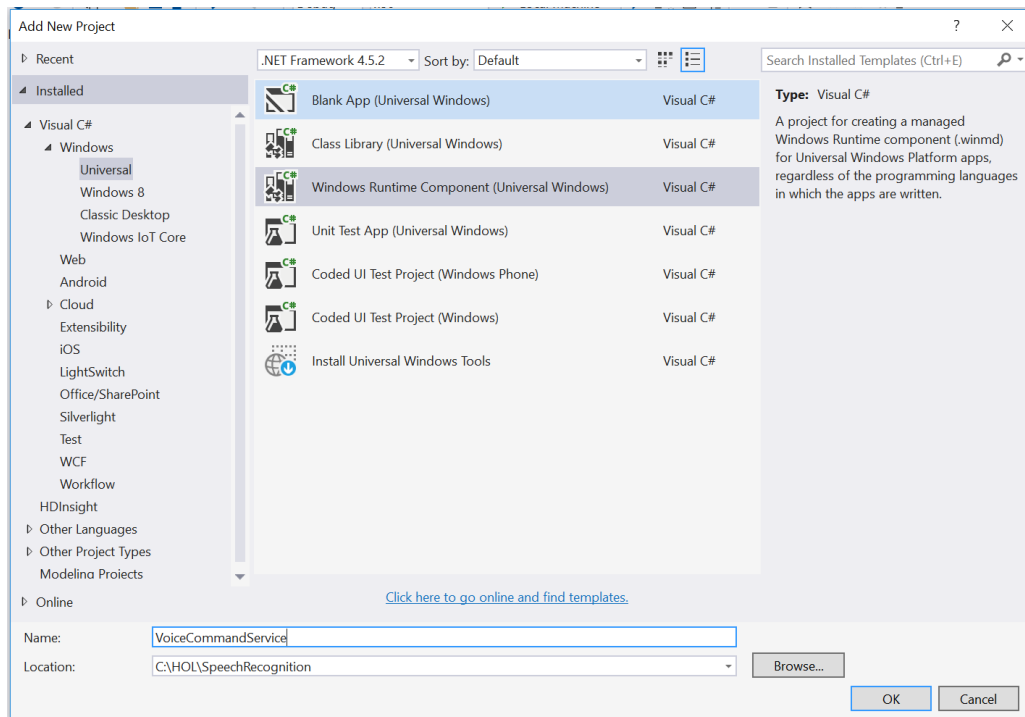 Add New Project
?
Recent
.NET Framework 4.5.2
Sort by:
Default
Search Installed Templates (Ctrl+E)
Installed
Visual C#
Windows
Universal
Windows 8
Classic Desktop
Windows IoT Core
Web
Android
Cloud
Extensibility
iOS
LightSwitch
Office/SharePoint
Silverlight
Test
WCF
Workflow
HDInsight
Other Languages
Other Project Types
Modeling Projects
Online
C# Blank App (Universal Windows) Visual C#
C# Class Library (Universal Windows) Visual C#
C# Windows Runtime Component (Universal Windows) Visual C#
C# Unit Test App (Universal Windows) Visual C#
C# Coded UI Test Project (Windows Phone) Visual C#
C# Coded UI Test Project (Windows) Visual C#
Install Universal Windows Tools Visual C#
Click here to go online and find templates.
Type: Visual C#
A project for creating a managed
Windows Runtime component (.winmd)
for Universal Windows Platform apps,
regardless of the programming languages
in which the apps are written.
Name: VoiceCommandService
Location: C:\HOL\SpeechRecognition
Browse...
OK
Cancel